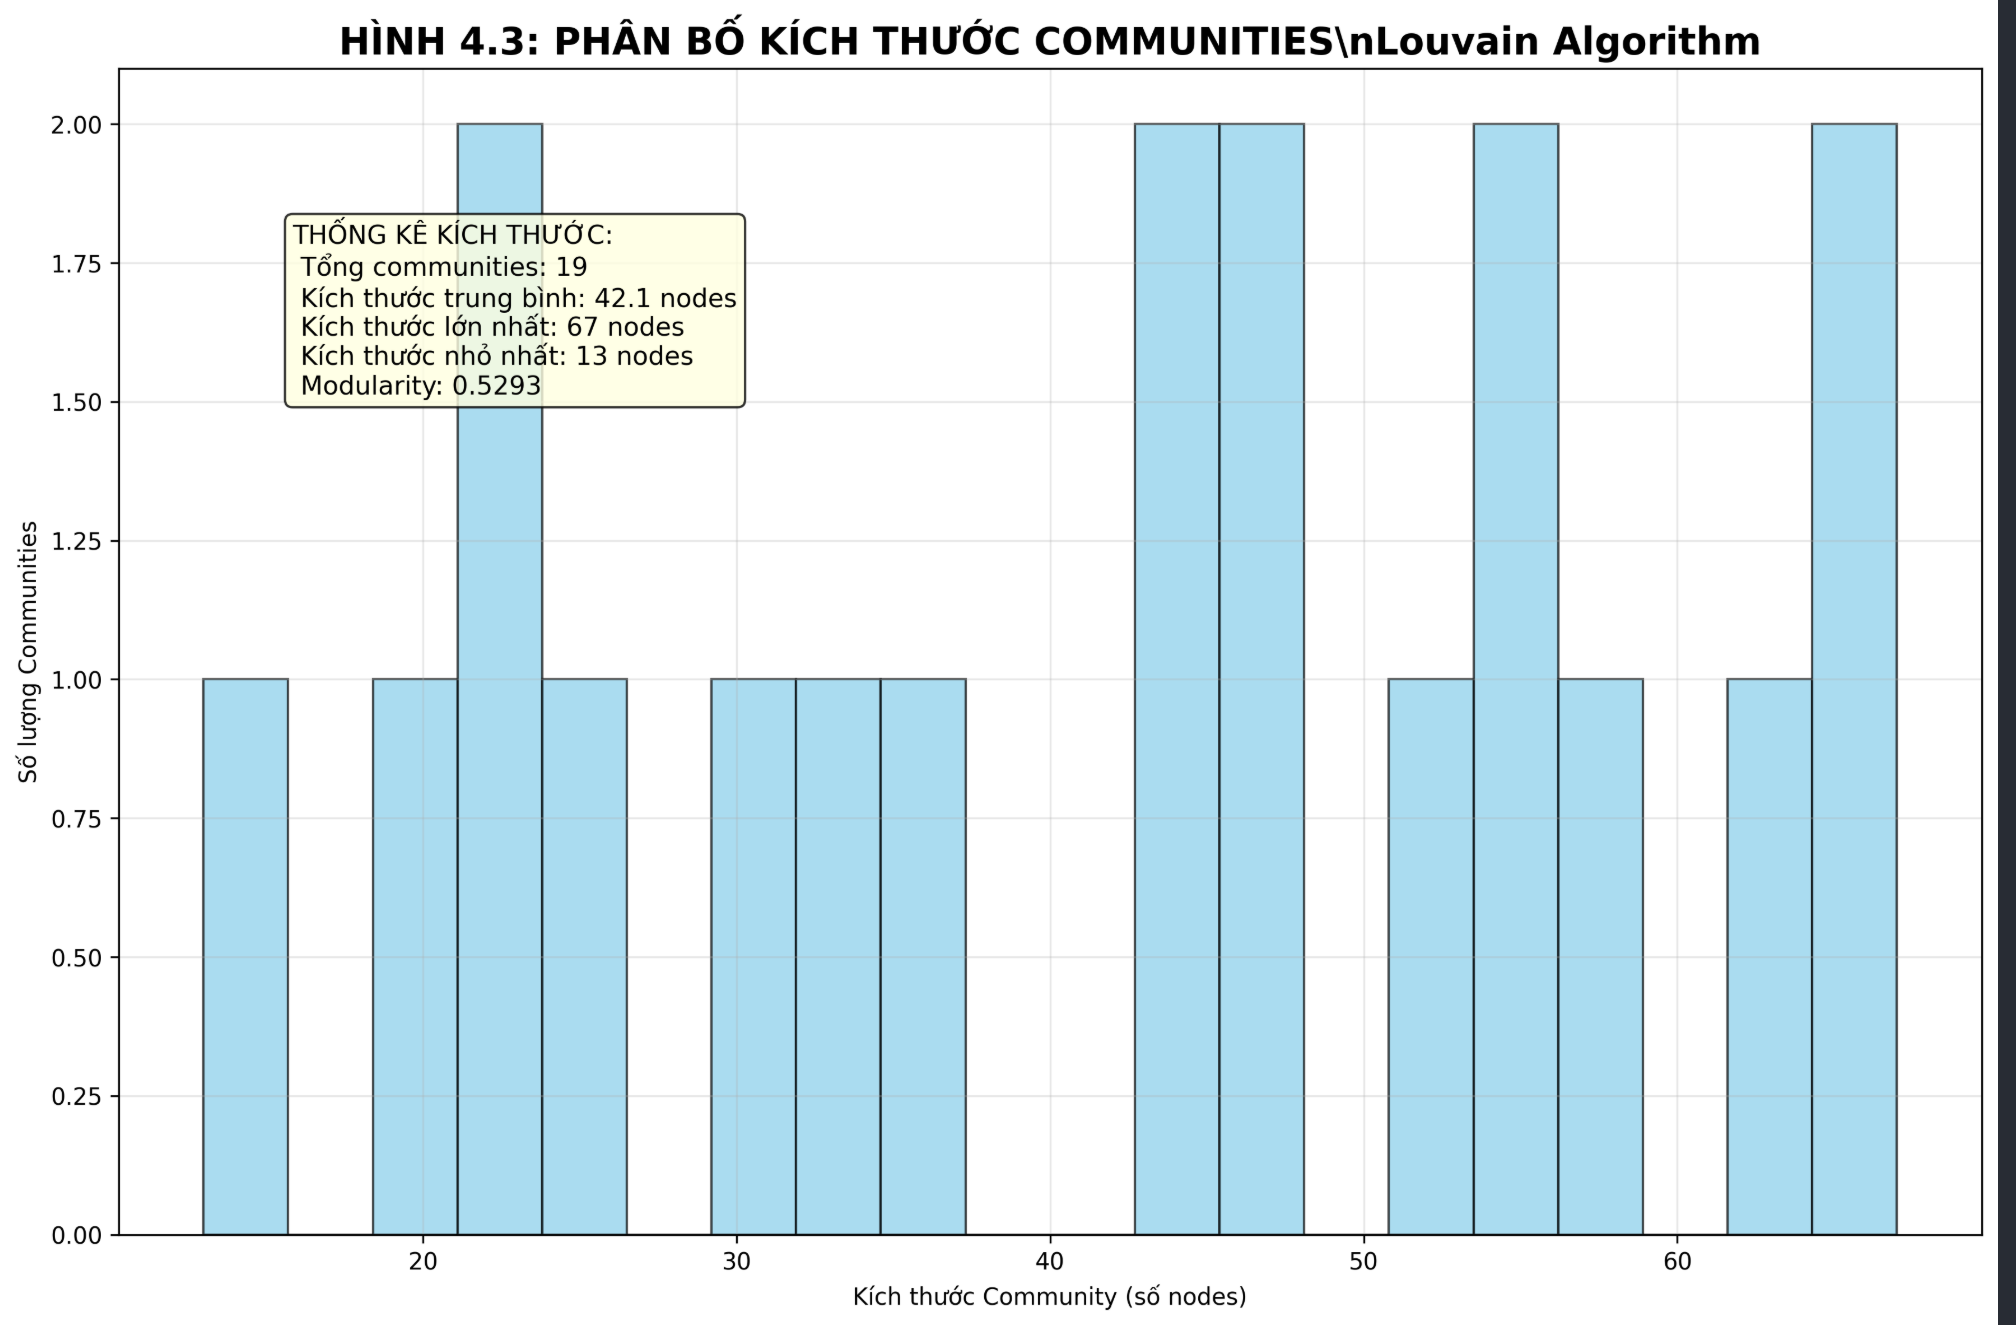 HÌNH 4.3: PHÂN BỐ KÍCH THƯỚC COMMUNITIES\nLouvain Algorithm
Số lượng Communities
2.00
1.75
1.50
1.25
1.00
0.75
0.50
0.25
0.00
THỐNG KÊ KÍCH THƯỚC:
Tổng communities: 19
Kích thước trung bình: 42.1 nodes
Kích thước lớn nhất: 67 nodes
Kích thước nhỏ nhất: 13 nodes
Modularity: 0.5293
20 30 40 50 60
Kích thước Community (số nodes)